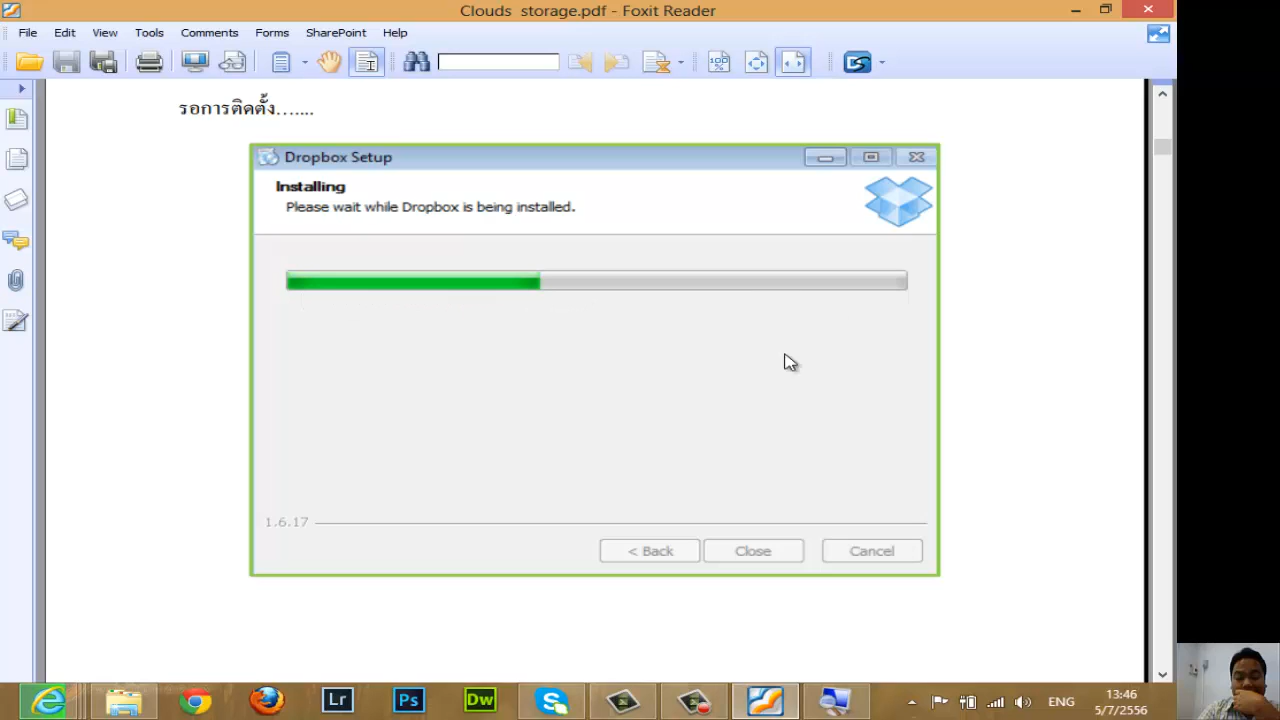 Clouds  storage.pdf - Foxit Reader
File Edit View Tools Comments Forms SharePoint Help
รอการติดตั้ง…....
Dropbox Setup
Installing
Please wait while Dropbox is being installed.
1.6.17
< Back Close Cancel
Lr Ps Dw ENG 13:46
5/7/2556